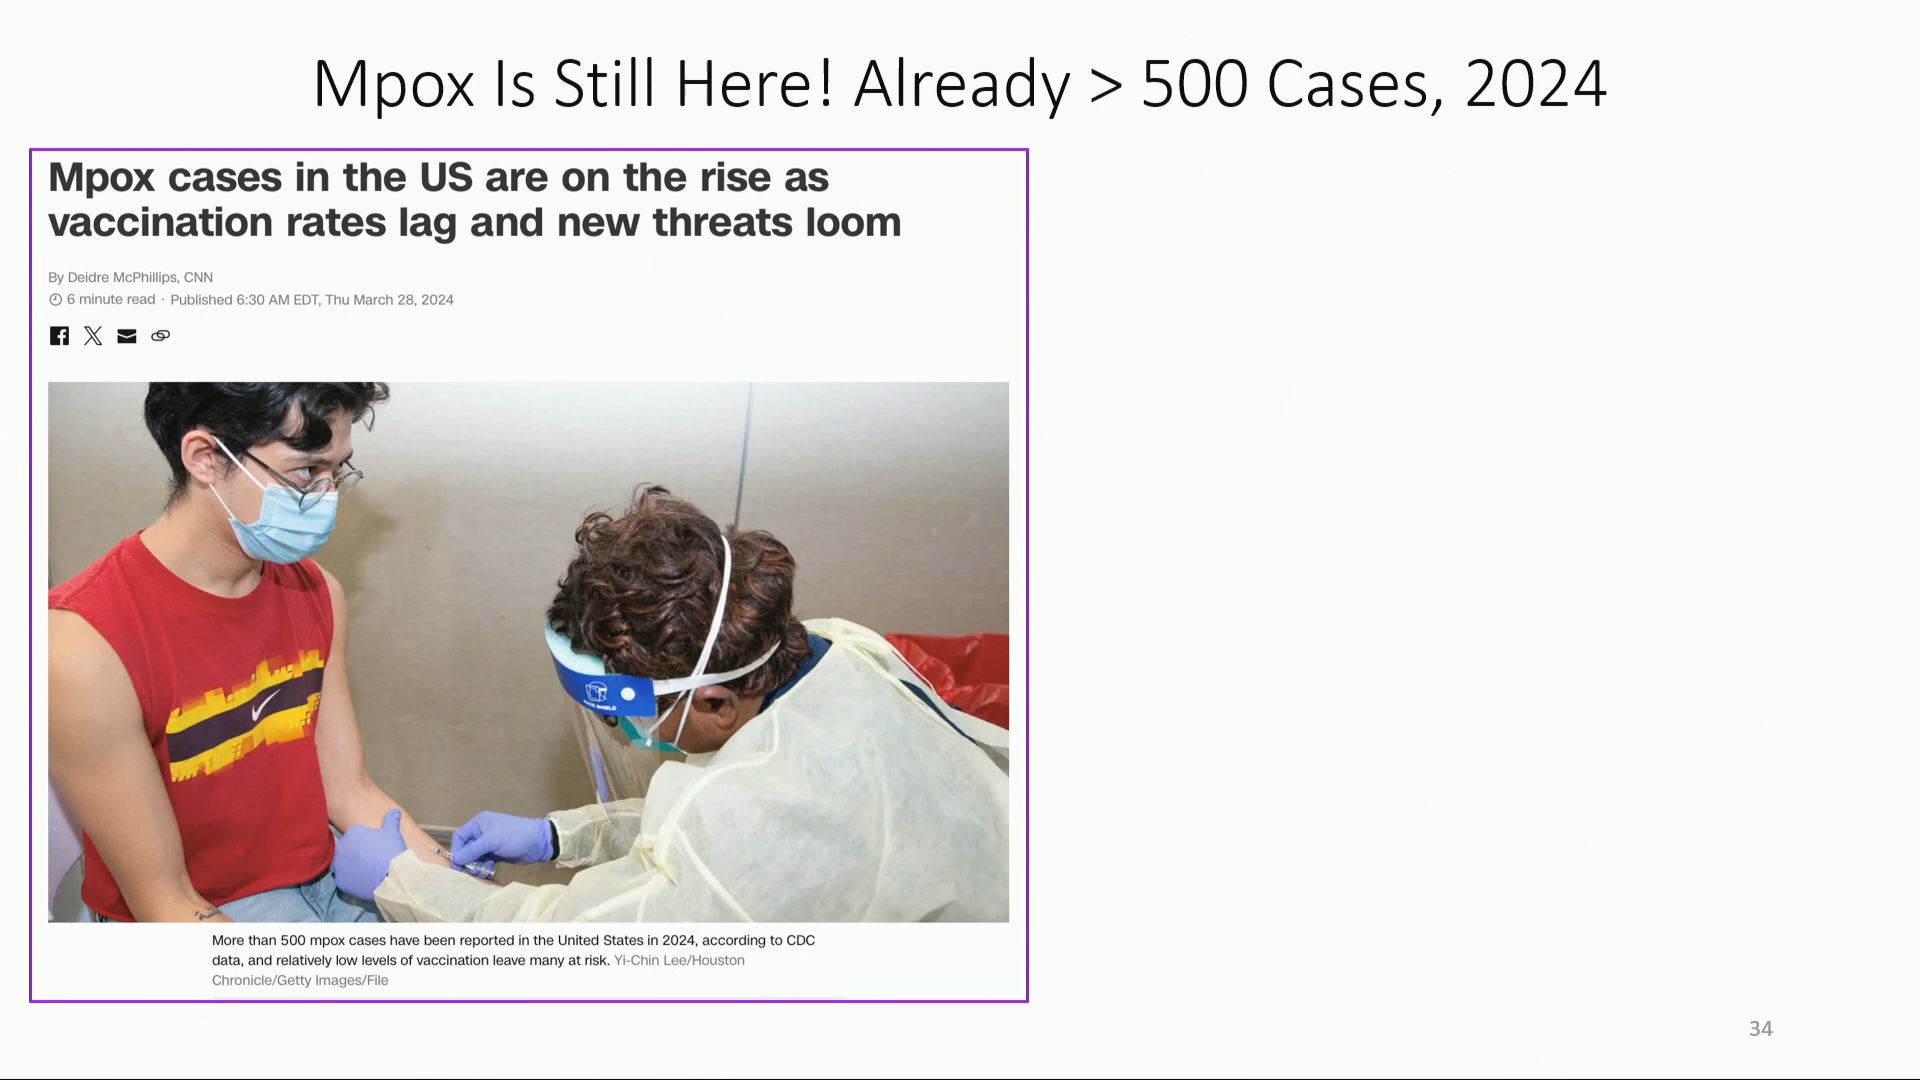 Mpox Is Still Here! Already > 500 Cases, 2024
Mpox cases in the US are on the rise as
vaccination rates lag and new threats loom
By Deidre McPhillips, CNN
6 minute read · Published 6:30 AM EDT, Thu March 28, 2024
FACE SHIELD
More than 500 mpox cases have been reported in the United States in 2024, according to CDC
data, and relatively low levels of vaccination leave many at risk. Yi-Chin Lee/Houston
Chronicle/Getty Images/File
34